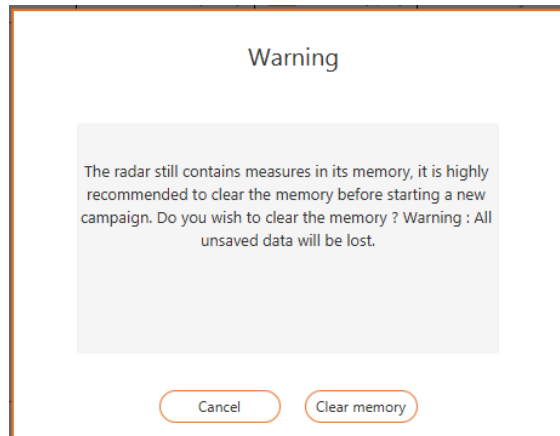 Warning
The radar still contains measures in its memory, it is highly
recommended to clear the memory before starting a new
campaign. Do you wish to clear the memory ? Warning : All
unsaved data will be lost.
Cancel
Clear memory